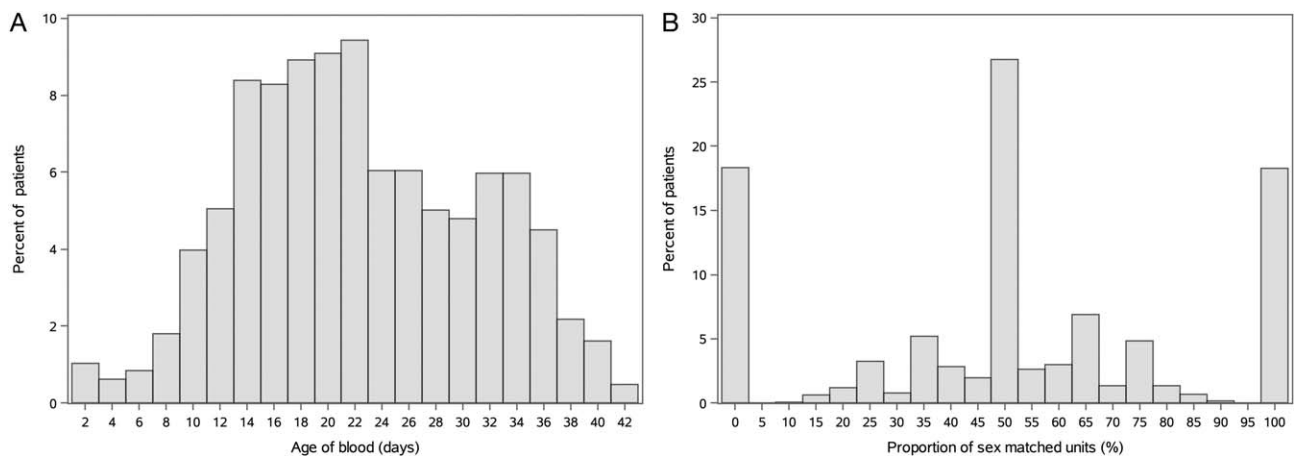 A
10
8
6
4
2
0
Percent of patients
2 4 6 8 10 12 14 16 18 20 22 24 26 28 30 32 34 36 38 40 42
Age of blood (days)
B
30
25
20
15
10
5
0
Percent of patients
0 5 10 15 20 25 30 35 40 45 50 55 60 65 70 75 80 85 90 95 100
Proportion of sex matched units (%)